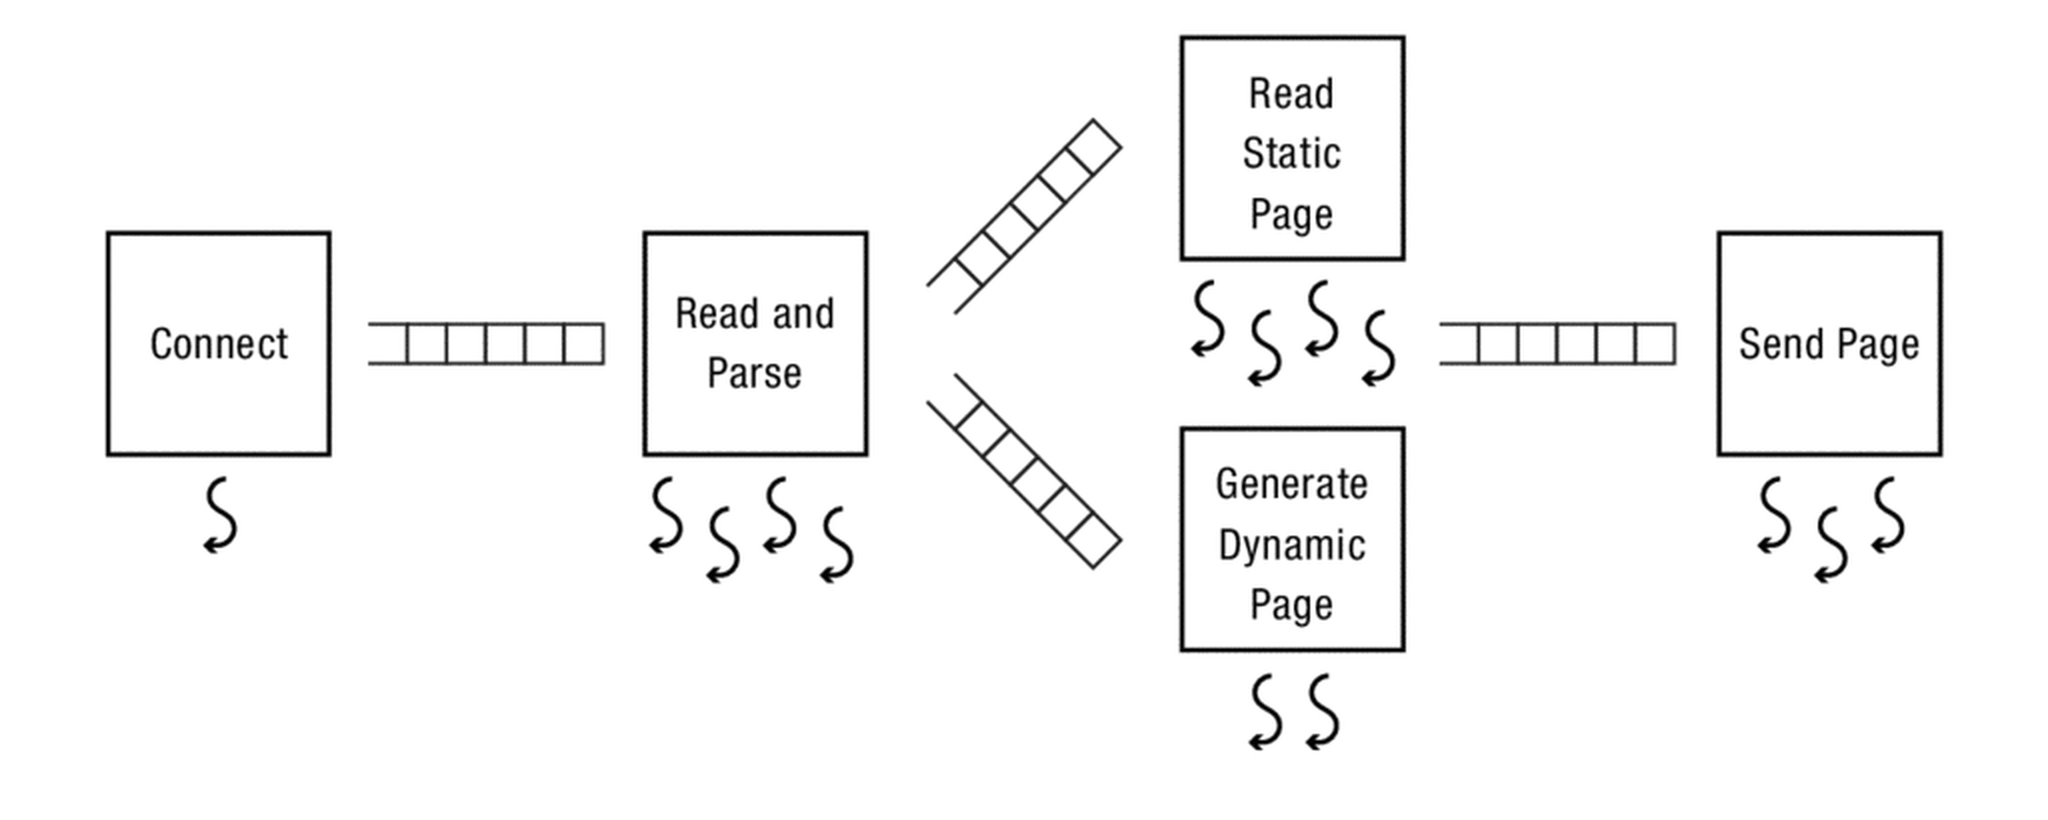 Connect
Read and
Parse
Read
Static
Page
Generate
Dynamic
Page
Send Page